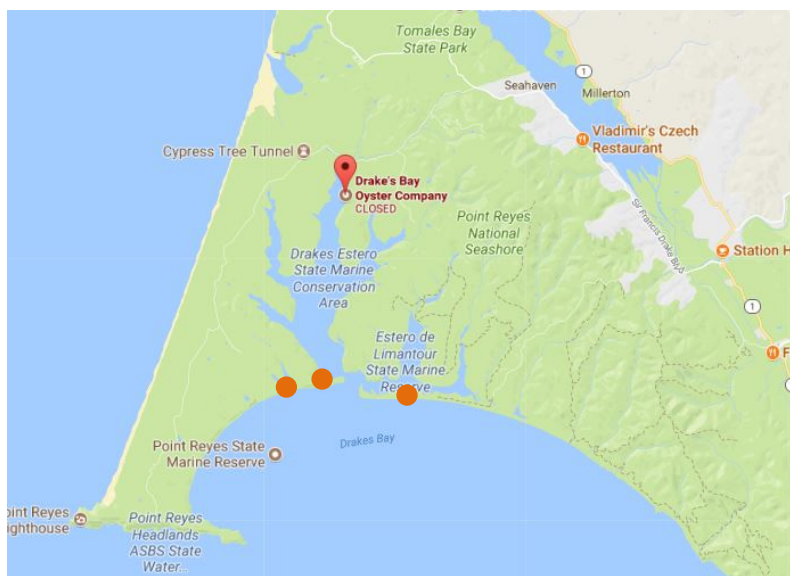 Tomales Bay
State Park
Seahaven
1
Millerton
Vladimir's Czech
Restaurant
Cypress Tree Tunnel
Drake's Bay
Oyster Company
CLOSED
Point Reyes
National
Seashore
Sir Francis Drake Blvd
Station H
Drakes Estero
State Marine
Conservation
Area
1
Estero de
Limantour
State Marine
Reserve
F
Drakes Bay
Point Reyes State
Marine Reserve
oint Reyes
ighthouse
Point Reyes
Headlands
ASBS State
Water...